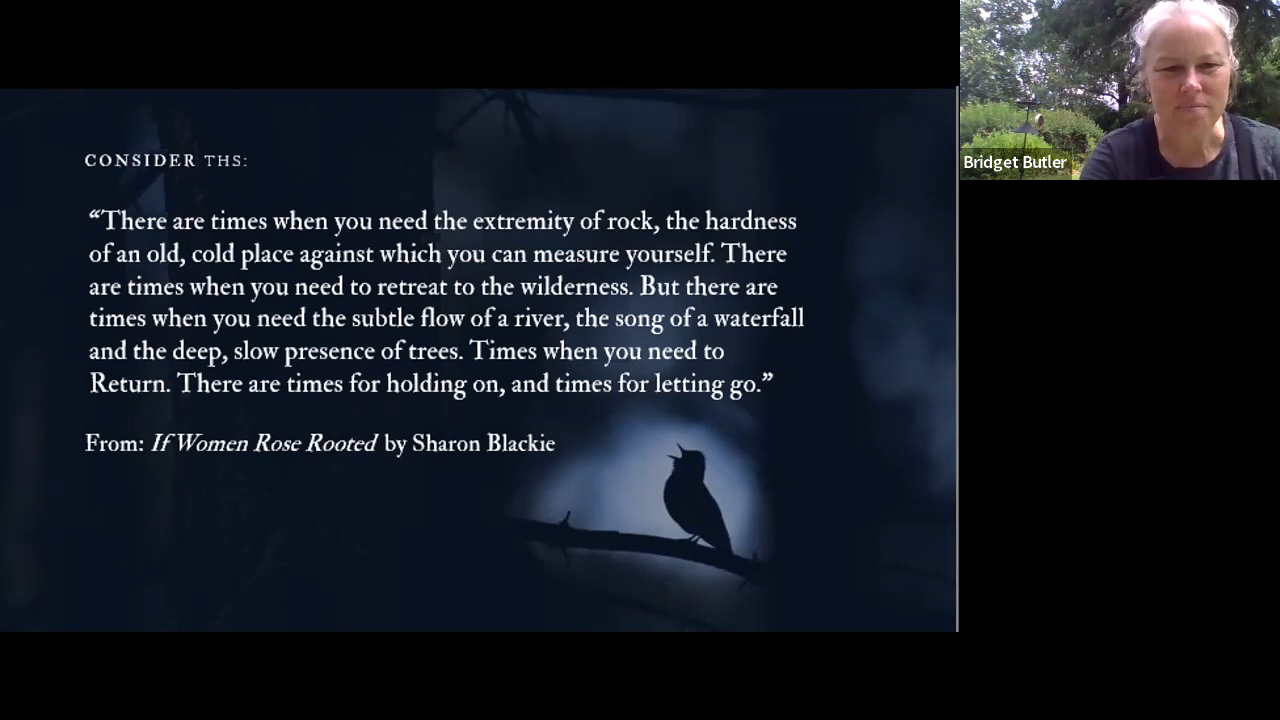 CONSIDER THS:
“There are times when you need the extremity of rock, the hardness
of an old, cold place against which you can measure yourself. There
are times when you need to retreat to the wilderness. But there are
times when you need the subtle flow of a river, the song of a waterfall
and the deep, slow presence of trees. Times when you need to
Return. There are times for holding on, and times for letting go.”
From: If Women Rose Rooted by Sharon Blackie
Bridget Butler